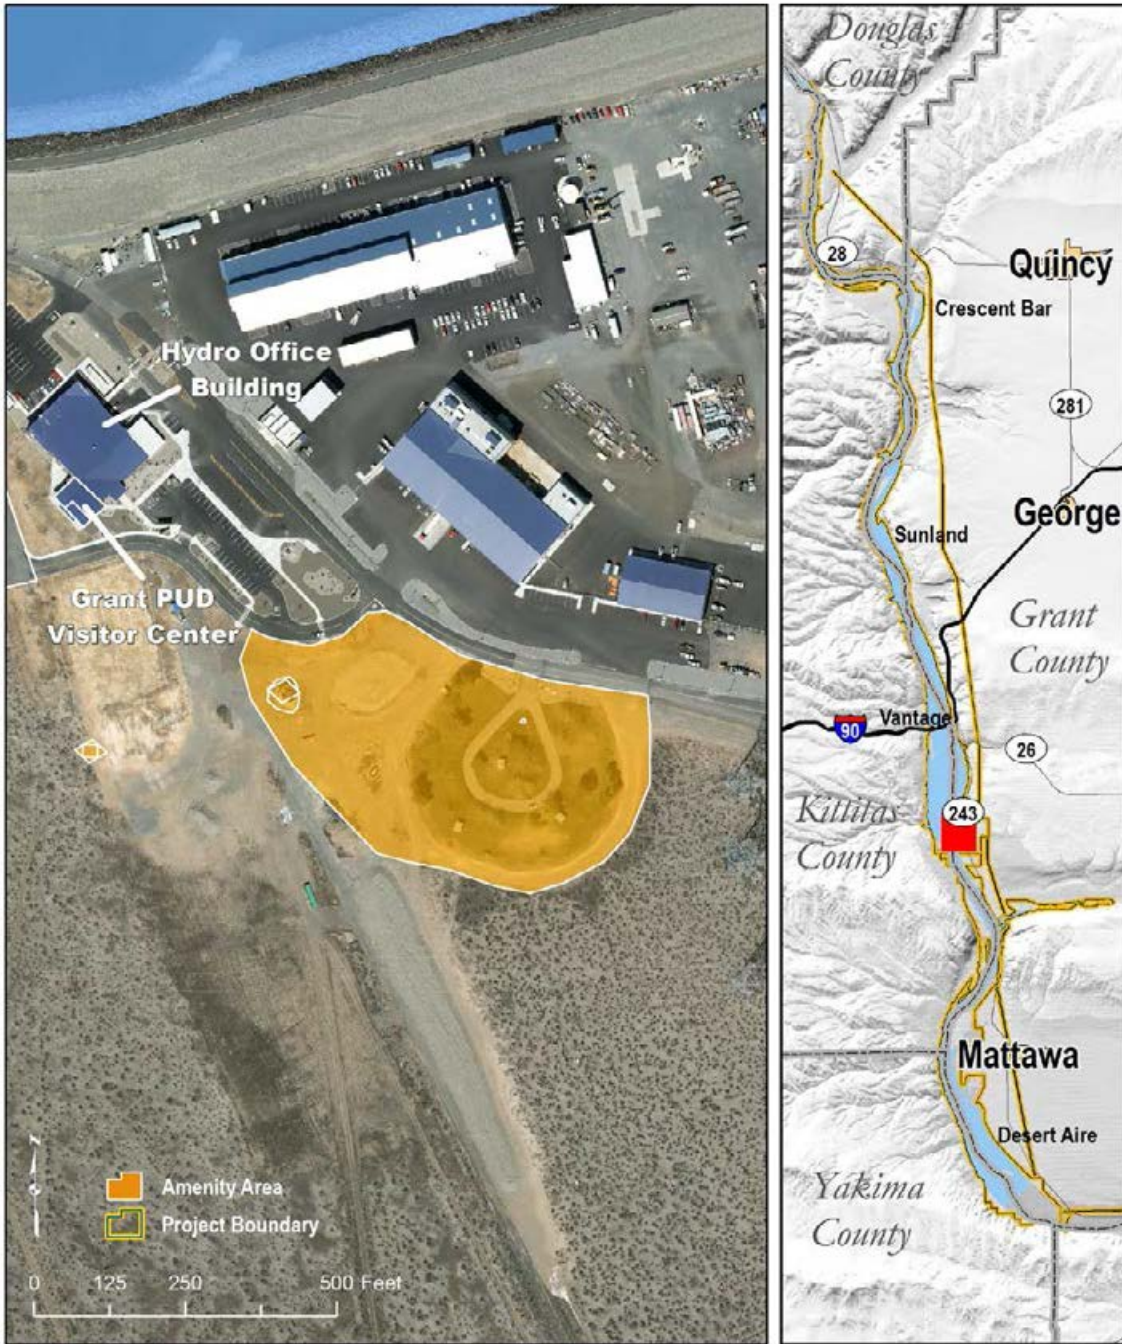 Hydro Office
Building
Grant PUD
Visitor Center
Amenity Area
Project Boundary
0 125 250 500 Feet
Douglas
County
28
Quincy
Crescent Bar
281
George
Sunland
Grant
County
Vantage
90
26
Kittitas
County
243
Mattawa
Desert Aire
Yakima
County